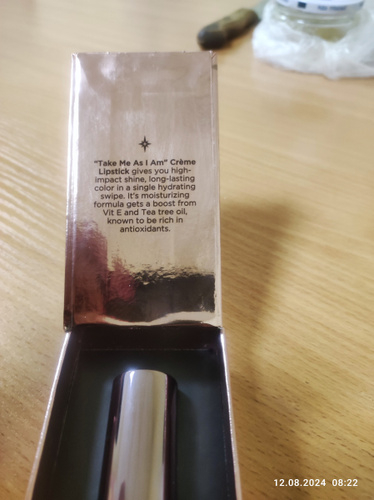 "Take Me As I Am" Crème
Lipstick gives you high-
impact shine, long-lasting
color in a single hydrating
swipe. It's moisturizing
formula gets a boost from
Vit E and Tea tree oil,
known to be rich in
antioxidants.
12.08.2024 08:22